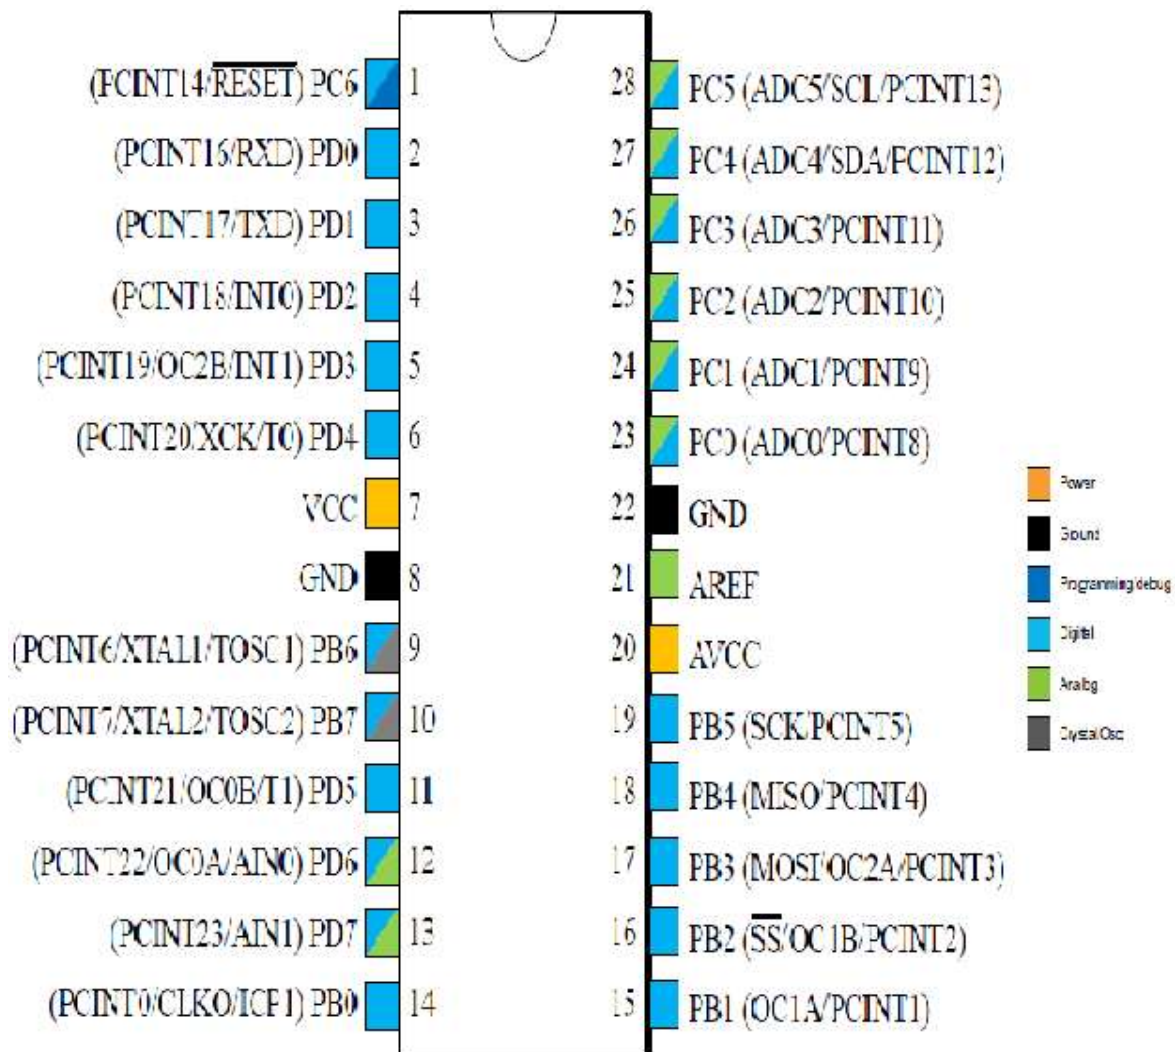 (PCINT14/RESET) PC6 1
(PCINT16/RXD) PD0 2
(PCINT17/TXD) PD1 3
(PCINT18/INT0) PD2 4
(PCINT19/OC2B/INT1) PD3 5
(PCINT20/XCK/T0) PD4 6
VCC 7
GND 8
(PCINT6/XTAL1/TOSC1) PB6 9
(PCINT7/XTAL2/TOSC2) PB7 10
(PCINT21/OC0B/T1) PD5 11
(PCINT22/OC0A/AIN0) PD6 12
(PCINT23/AIN1) PD7 13
(PCINT0/CLKO/ICP1) PB0 14
28 PC5 (ADC5/SCL/PCINT13)
27 PC4 (ADC4/SDA/PCINT12)
26 PC3 (ADC3/PCINT11)
25 PC2 (ADC2/PCINT10)
24 PC1 (ADC1/PCINT9)
23 PC0 (ADC0/PCINT8)
22 GND
21 AREF
20 AVCC
19 PB5 (SCK/PCINT5)
18 PB4 (MISO/PCINT4)
17 PB3 (MOSI/OC2A/PCINT3)
16 PB2 (SS/OC1B/PCINT2)
15 PB1 (OC1A/PCINT1)
Power
Ground
Programming/debug
Digital
Analog
Crystal/Osc